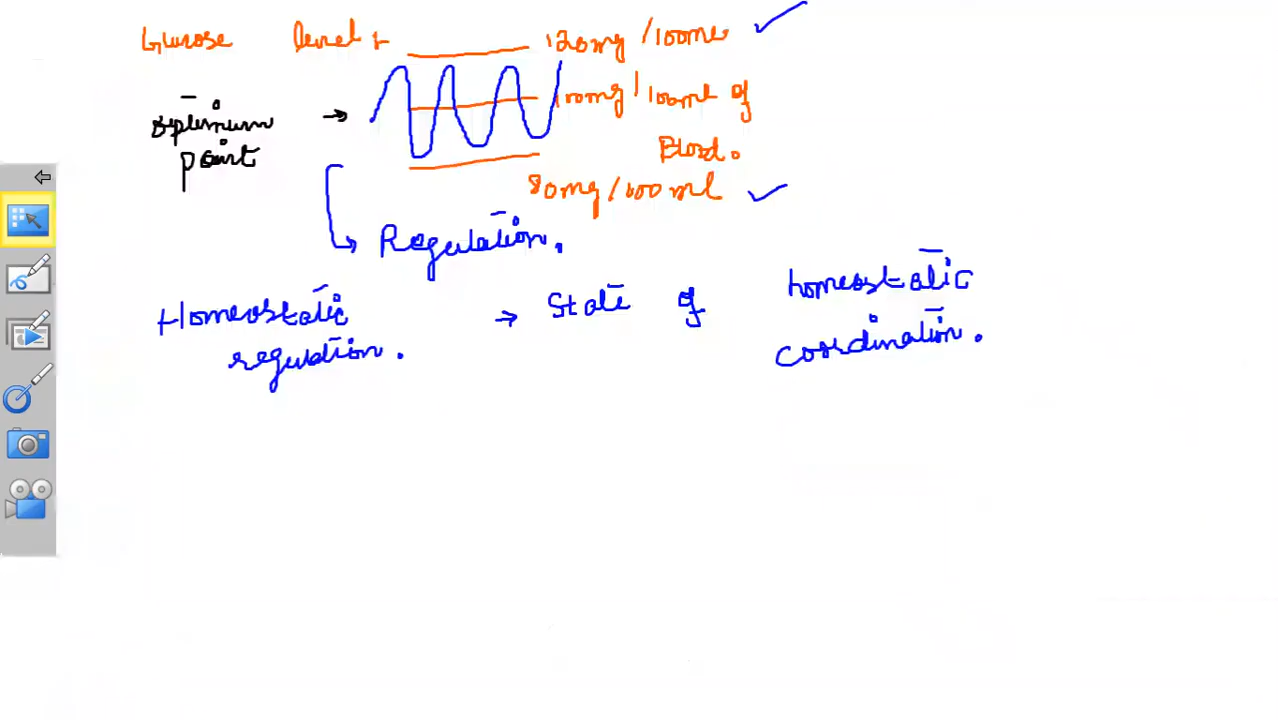 Glucose level → 120mg/100ml
optimum point → 100mg/100ml of Blood.
80mg/100ml
Regulation.
Homeostatic regulation. → State of homeostatic coordination.